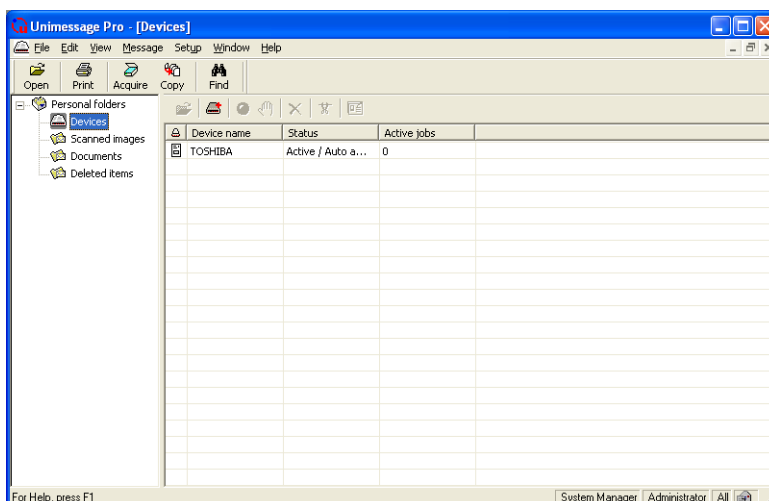 Unimessage Pro - [Devices]
File Edit View Message Setup Window Help
Open Print Acquire Copy Find
Personal folders
Devices
Scanned images
Documents
Deleted items
Device name Status Active jobs
TOSHIBA Active / Auto a... 0
For Help, press F1 System Manager Administrator All